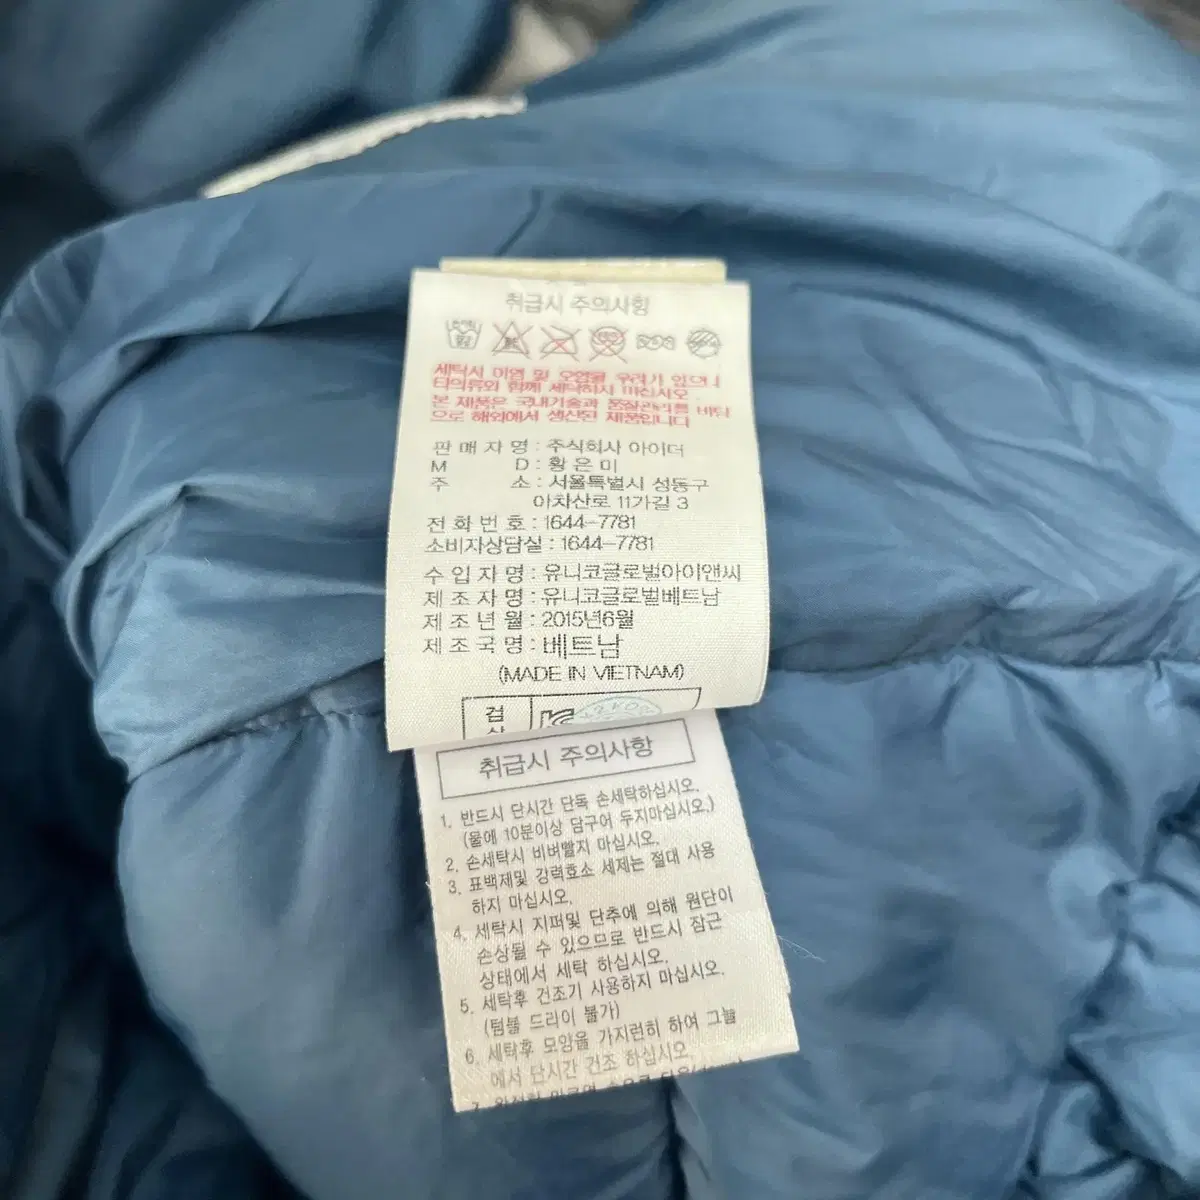 취급시 주의사항
세탁시 이염 및 오염될 우려가 있으니
타의류와 함께 세탁하지 마십시오.
본 제품은 국내기술과 품질관리를 바탕
으로 해외에서 생산된 제품입니다
판 매 자 명 : 주식회사 아이더
M D : 황 은 미
주 소 : 서울특별시 성동구
아차산로 11가길 3
전 화 번 호 : 1644-7781
소비자상담실 : 1644-7781
수 입 자 명 : 유니코글로벌아이앤씨
제 조 자 명 : 유니코글로벌베트남
제 조 년 월 : 2015년6월
제 조 국 명 : 베트남
(MADE IN VIETNAM)
검
취급시 주의사항
1. 반드시 단시간 단독 손세탁하십시오.
(물에 10분이상 담구어 두지마십시오.)
2. 손세탁시 비벼빨지 마십시오.
3. 표백제및 강력효소 세제는 절대 사용
하지 마십시오.
4. 세탁시 지퍼및 단추에 의해 원단이
손상될 수 있으므로 반드시 잠근
상태에서 세탁 하십시오.
5. 세탁후 건조기 사용하지 마십시오.
(텀블 드라이 불가)
6. 세탁후 모양을 가지런히 하여 그늘
에서 단시간 건조 하십시오.